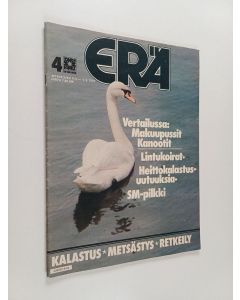 4 ERÄ
Vertailussa:
Makuupussit
Kanootit
Lintukoirat-
Heittokalastus-
uutuuksia-
SM-pilkki
KALASTUS · METSÄSTYS · RETKEILY